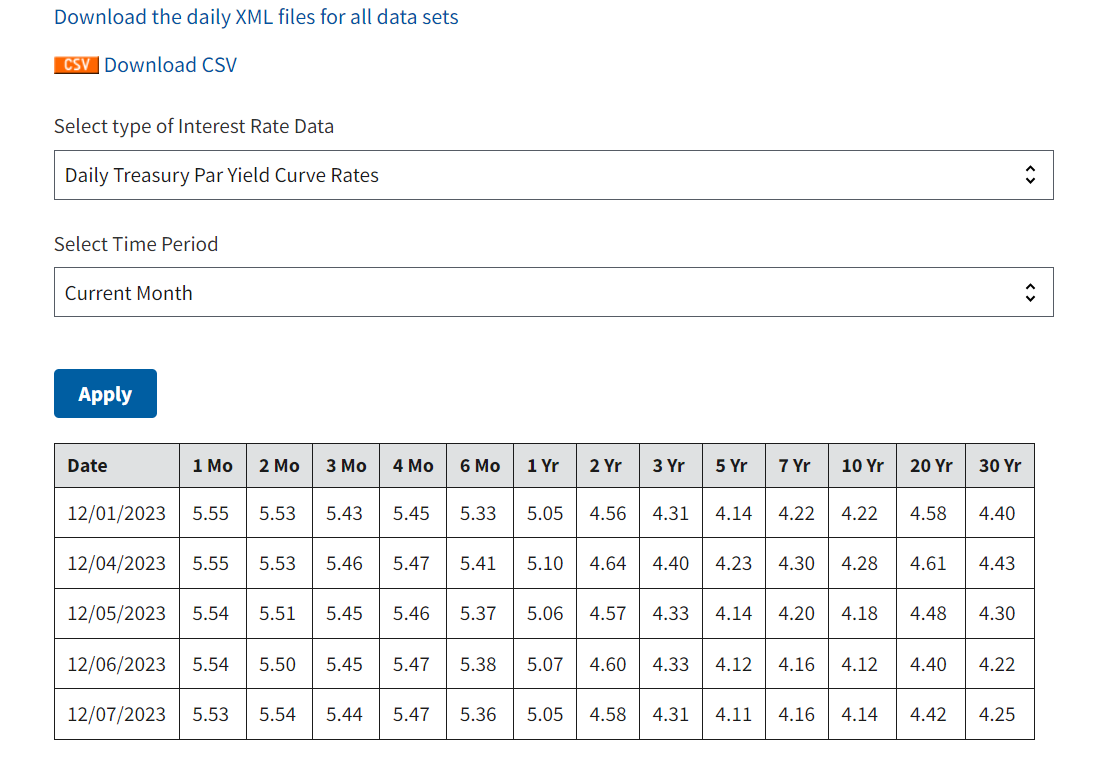 Download the daily XML files for all data sets
CSV Download CSV
Select type of Interest Rate Data
Daily Treasury Par Yield Curve Rates
Select Time Period
Current Month
Apply
Date 1 Mo 2 Mo 3 Mo 4 Mo 6 Mo 1 Yr 2 Yr 3 Yr 5 Yr 7 Yr 10 Yr 20 Yr 30 Yr
12/01/2023 5.55 5.53 5.43 5.45 5.33 5.05 4.56 4.31 4.14 4.22 4.22 4.58 4.40
12/04/2023 5.55 5.53 5.46 5.47 5.41 5.10 4.64 4.40 4.23 4.30 4.28 4.61 4.43
12/05/2023 5.54 5.51 5.45 5.46 5.37 5.06 4.57 4.33 4.14 4.20 4.18 4.48 4.30
12/06/2023 5.54 5.50 5.45 5.47 5.38 5.07 4.60 4.33 4.12 4.16 4.12 4.40 4.22
12/07/2023 5.53 5.54 5.44 5.47 5.36 5.05 4.58 4.31 4.11 4.16 4.14 4.42 4.25